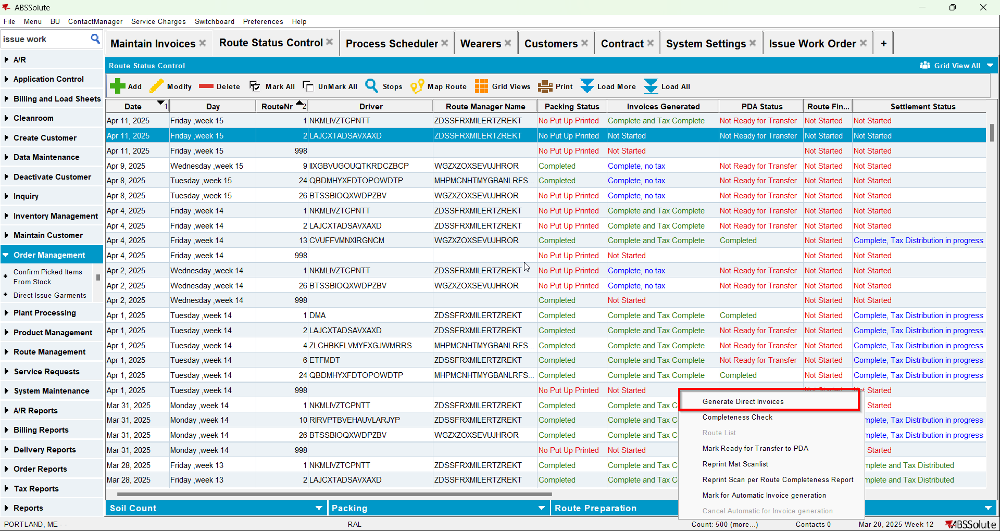 ABSSolute
File Menu BU ContactManager Service Charges Switchboard Preferences Help
issue work
Maintain Invoices Route Status Control Process Scheduler Wearers Customers Contract System Settings Issue Work Order +
Route Status Control Grid View All
Add Modify Delete Mark All UnMark All Stops Map Route Grid Views Print Load More Load All
A/R
Application Control
Billing and Load Sheets
Cleanroom
Create Customer
Data Maintenance
Deactivate Customer
Inquiry
Inventory Management
Maintain Customer
Order Management
Confirm Picked Items
From Stock
Direct Issue Garments
Plant Processing
Product Management
Route Management
Service Requests
System Maintenance
A/R Reports
Billing Reports
Delivery Reports
Order Reports
Tax Reports
Reports
Date 1 Day RouteNr 2 Driver Route Manager Name Packing Status Invoices Generated PDA Status Route Fin... Settlement Status
Apr 11, 2025 Friday ,week 15 1 NKMLIVZTCPNTT ZDSSFRXMILERTZREKT No Put Up Printed Complete and Tax Complete Not Ready for Transfer Not Started Not Started
Apr 11, 2025 Friday ,week 15 2 LAJCXTADSAVXAXD ZDSSFRXMILERTZREKT No Put Up Printed Not Started Not Ready for Transfer Not Started Not Started
Apr 11, 2025 Friday ,week 15 998 No Put Up Printed Not Started Not Started Not Started
Apr 9, 2025 Wednesday ,week 15 9 IIXGBVUGOUQTKRDCZBCP WGZXZOXSEVUJHROR Completed Complete, no tax Not Ready for Transfer Not Started Not Started
Apr 8, 2025 Tuesday ,week 15 24 QBDMHYXFDTOPOWDTP MHPMCNHTMYGBANLRFS... Completed Complete, no tax Not Ready for Transfer Not Started Not Started
Apr 8, 2025 Tuesday ,week 15 26 BTSSBIOQXWDPZBV WGZXZOXSEVUJHROR No Put Up Printed Complete, no tax Not Ready for Transfer Not Started Not Started
Apr 4, 2025 Friday ,week 14 1 NKMLIVZTCPNTT ZDSSFRXMILERTZREKT No Put Up Printed Complete and Tax Complete Not Ready for Transfer Not Started Not Started
Apr 4, 2025 Friday ,week 14 2 LAJCXTADSAVXAXD ZDSSFRXMILERTZREKT No Put Up Printed Complete and Tax Complete Not Ready for Transfer Not Started Not Started
Apr 4, 2025 Friday ,week 14 13 CVUFFVMNXIRGNCM WGZXZOXSEVUJHROR Completed Complete and Tax Complete Completed Not Started Complete, Tax Distribution in progress
Apr 4, 2025 Friday ,week 14 998 No Put Up Printed Not Started Not Started Not Started
Apr 2, 2025 Wednesday ,week 14 1 NKMLIVZTCPNTT ZDSSFRXMILERTZREKT No Put Up Printed Complete, no tax Not Ready for Transfer Not Started Not Started
Apr 2, 2025 Wednesday ,week 14 26 BTSSBIOQXWDPZBV WGZXZOXSEVUJHROR No Put Up Printed Complete, no tax Not Ready for Transfer Not Started Not Started
Apr 2, 2025 Wednesday ,week 14 998 Completed Not Started Not Started Not Started
Apr 1, 2025 Tuesday ,week 14 1 DMA ZDSSFRXMILERTZREKT Completed Complete and Tax Complete Completed Not Started Complete, Tax Distribution in progress
Apr 1, 2025 Tuesday ,week 14 2 LAJCXTADSAVXAXD ZDSSFRXMILERTZREKT Completed Complete and Tax Complete Not Ready for Transfer Not Started Complete, Tax Distribution in progress
Apr 1, 2025 Tuesday ,week 14 4 ZLCHBKFLVMYFXGJWMRRS MHPMCNHTMYGBANLRFS... Completed Complete and Tax Complete Not Ready for Transfer Not Started Complete, Tax Distribution in progress
Apr 1, 2025 Tuesday ,week 14 6 ETFMDT ZDSSFRXMILERTZREKT Completed Complete and Tax Complete Not Ready for Transfer Not Started Complete, Tax Distribution in progress
Apr 1, 2025 Tuesday ,week 14 24 QBDMHYXFDTOPOWDTP MHPMCNHTMYGBANLRFS... Completed Complete and Tax Complete Completed Not Started Complete, Tax Distribution in progress
Apr 1, 2025 Tuesday ,week 14 998 No Put Up Printed Not Started Started
Mar 31, 2025 Monday ,week 14 1 NKMLIVZTCPNTT ZDSSFRXMILERTZREKT Completed Complete and Tax C Started
Mar 31, 2025 Monday ,week 14 10 RIRVPTBVEHAUVLARJYP ZDSSFRXMILERTZREKT Completed Complete and Tax C mplete, Tax Distribution in progress
Mar 31, 2025 Monday ,week 14 26 BTSSBIOQXWDPZBV WGZXZOXSEVUJHROR Completed Complete and Tax C mplete, Tax Distribution in progress
Mar 31, 2025 Monday ,week 14 998 No Put Up Printed Not Started Started
Mar 28, 2025 Friday ,week 13 1 NKMLIVZTCPNTT ZDSSFRXMILERTZREKT Completed Complete and Tax C mplete and Tax Distributed
Mar 28, 2025 Friday ,week 13 2 LAJCXTADSAVXAXD ZDSSFRXMILERTZREKT Completed Complete and Tax C mplete and Tax Distributed
Generate Direct Invoices
Completeness Check
Route List
Mark Ready for Transfer to PDA
Reprint Mat Scanlist
Reprint Scan per Route Completeness Report
Mark for Automatic Invoice generation
Cancel Automatic for Invoice generation
Soil Count Packing Route Preparation
PORTLAND, ME - - RAL Count: 500 (more...) Contacts 0 Mar 20, 2025 Week 12 ABSSolute